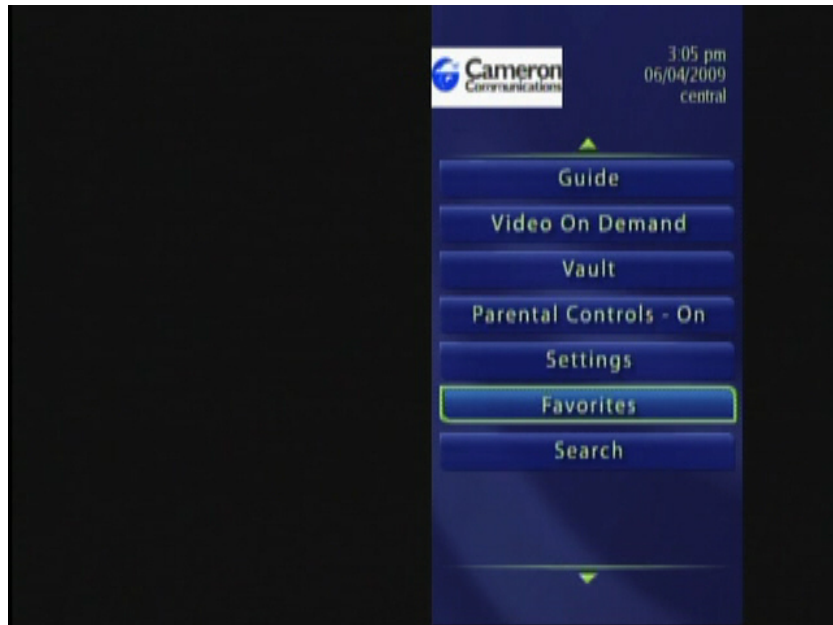 Cameron
Communications
3:05 pm
06/04/2009
central
Guide
Video On Demand
Vault
Parental Controls - On
Settings
Favorites
Search